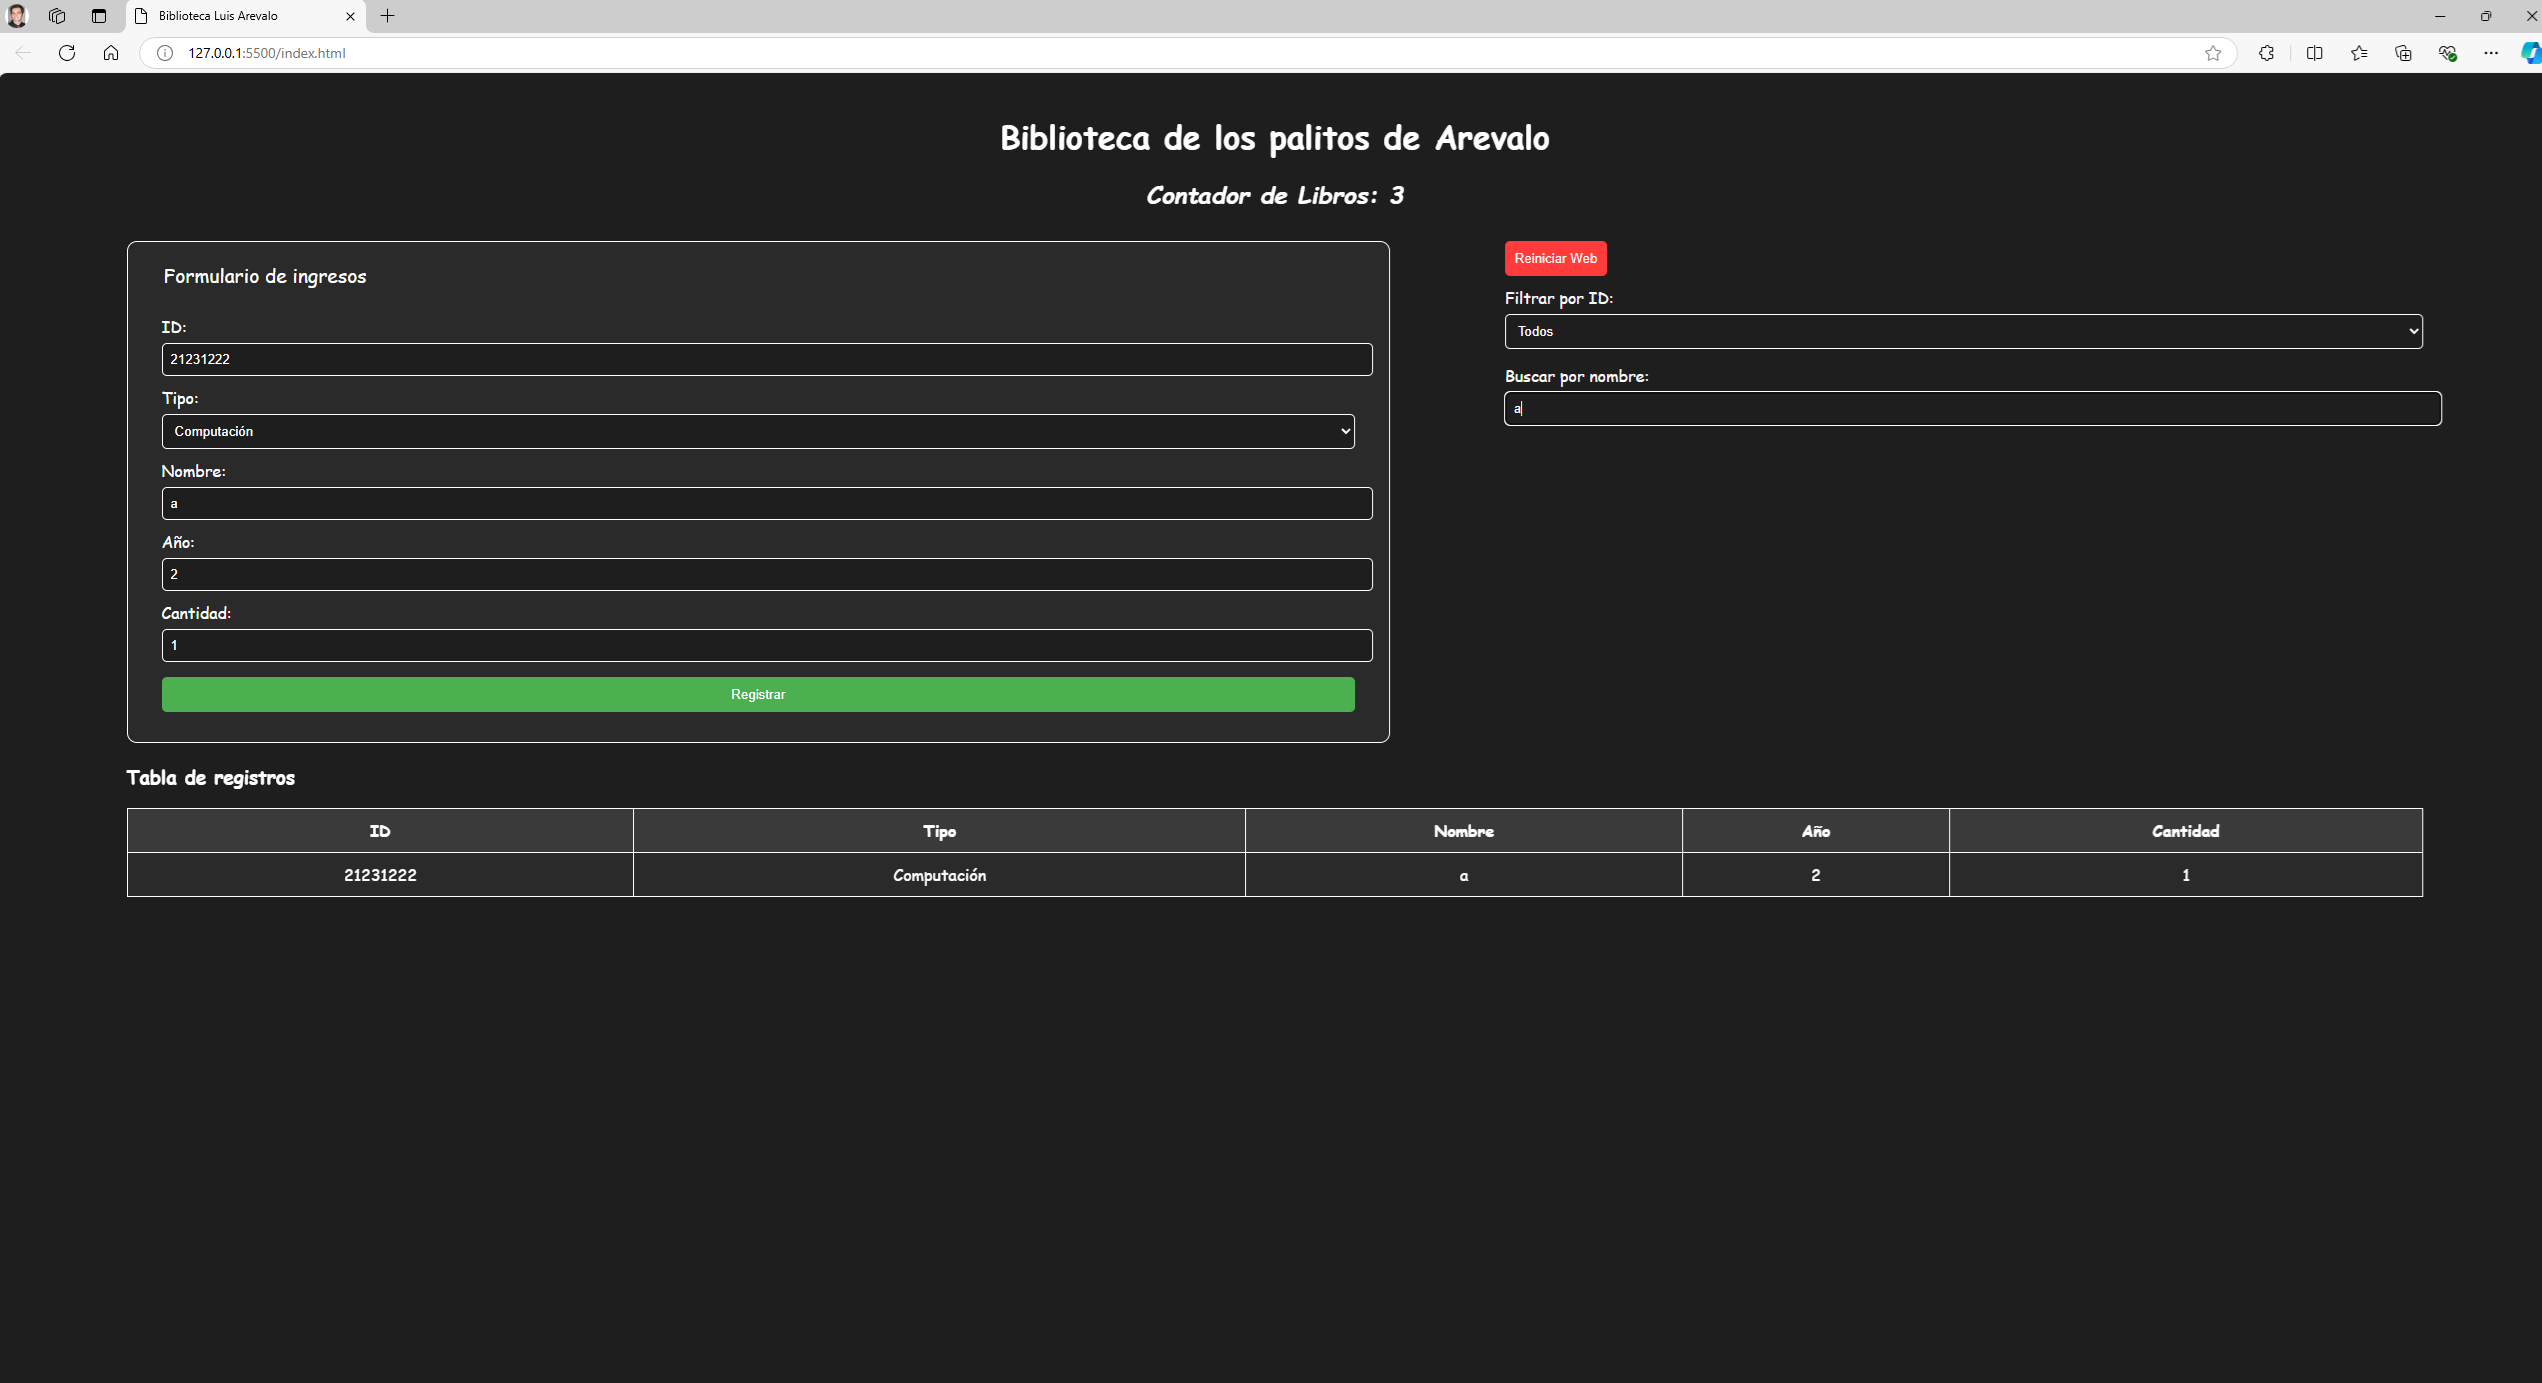 Biblioteca Luis Arevalo
127.0.0.1:5500/index.html
Biblioteca de los palitos de Arevalo
Contador de Libros: 3
Formulario de ingresos
ID:
21231222
Tipo:
Computación
Nombre:
a
Año:
2
Cantidad:
1
Registrar
Reiniciar Web
Filtrar por ID:
Todos
Buscar por nombre:
a
Tabla de registros
ID Tipo Nombre Año Cantidad
21231222 Computación a 2 1